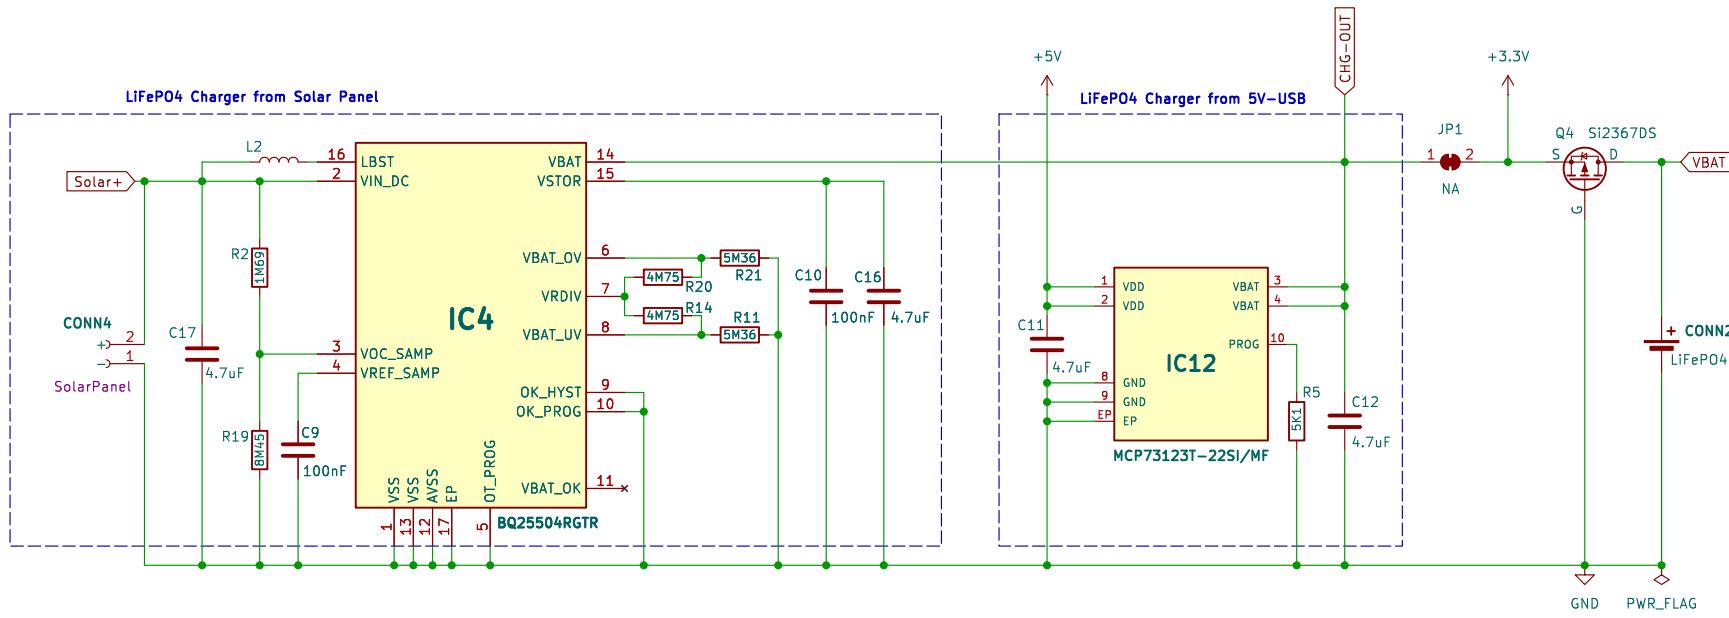 LiFePO4 Charger from Solar Panel
Solar+
L2
16
2
LBST
VIN_DC
R2
1M69
CONN4
+
2
-
1
SolarPanel
C17
4.7uF
3
4
VOC_SAMP
VREF_SAMP
R19
8M45
C9
100nF
IC4
VSS
VSS
AVSS
EP
OT_PROG
1
13
12
17
5
BQ25504RGTR
VBAT
14
VSTOR
15
VBAT_OV
6
VRDIV
7
VBAT_UV
8
OK_HYST
9
OK_PROG
10
VBAT_OK
11
4M75
R20
5M36
R21
4M75
R14
5M36
R11
C10
100nF
C16
4.7uF
LiFePO4 Charger from 5V-USB
+5V
CHG-OUT
C11
4.7uF
1
VDD
2
VDD
8
GND
9
GND
EP
EP
VBAT
3
VBAT
4
PROG
10
IC12
MCP73123T-22SI/MF
R5
5K1
C12
4.7uF
JP1
1
2
NA
+3.3V
Q4
Si2367DS
S
D
G
VBAT
+
CONN2
LiFePO4
GND
PWR_FLAG